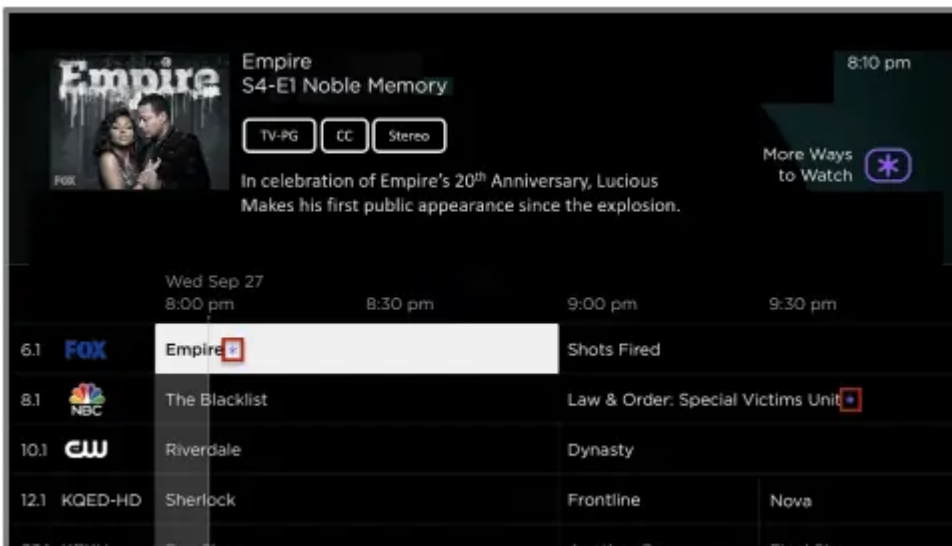 Empire
FOX
Empire
S4-E1 Noble Memory
8:10 pm
TV-PG CC Stereo
More Ways
to Watch *
In celebration of Empire's 20th Anniversary, Lucious
Makes his first public appearance since the explosion.
Wed Sep 27
8:00 pm 8:30 pm 9:00 pm 9:30 pm
6.1 FOX Empire * Shots Fired
8.1 NBC The Blacklist Law & Order: Special Victims Unit *
10.1 CW Riverdale Dynasty
12.1 KQED-HD Sherlock Frontline Nova